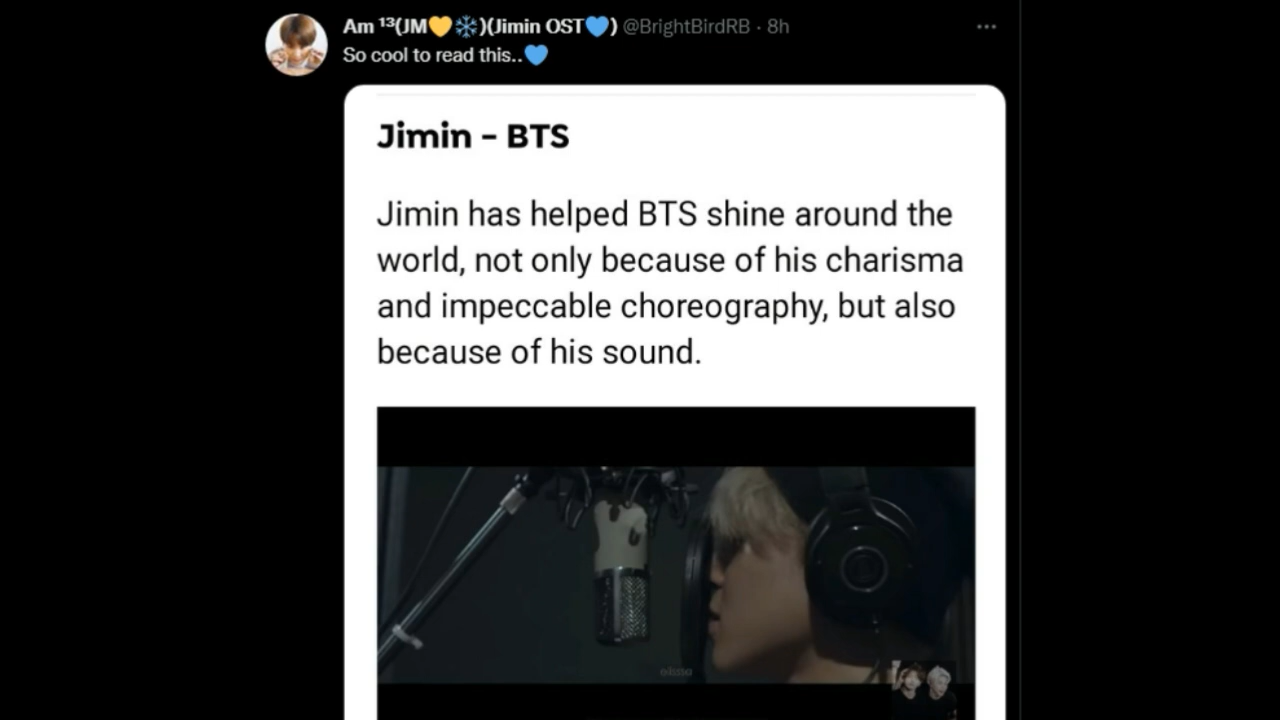 Am ¹³(JM💛❄️)(Jimin OST💙) @BrightBirdRB · 8h
So cool to read this..💙
Jimin - BTS
Jimin has helped BTS shine around the
world, not only because of his charisma
and impeccable choreography, but also
because of his sound.